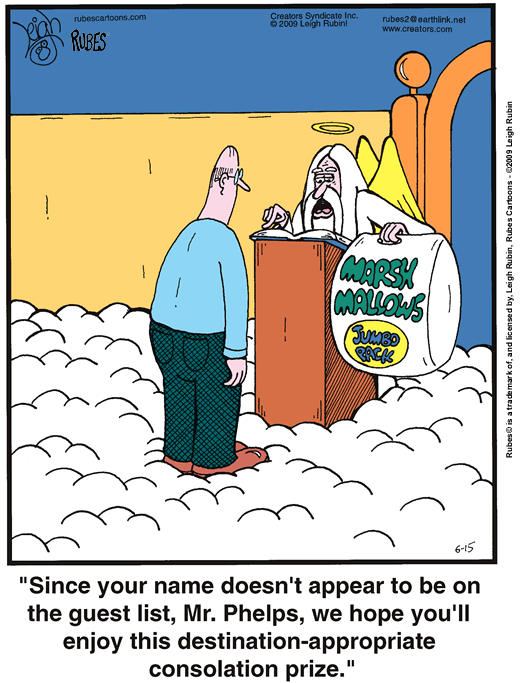 Leigh
RUBES
rubescartoons.com
Creators Syndicate Inc.
© 2009 Leigh Rubin!
rubes2@earthlink.net
www.creators.com
MARSH
MALLOWS
JUMBO
PACK
6-15
Rubes© is a trademark of, and licensed by, Leigh Rubin, Rubes Cartoons - ©2009 Leigh Rubin
"Since your name doesn't appear to be on
the guest list, Mr. Phelps, we hope you'll
enjoy this destination-appropriate
consolation prize."